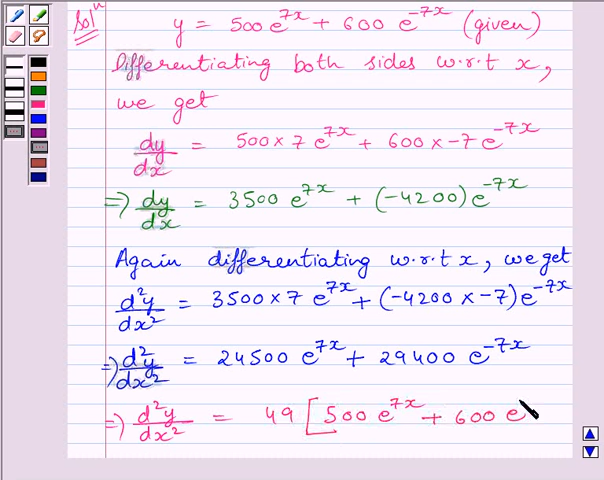 Solⁿ y = 500 e^{7x} + 600 e^{-7x} (given)
Differentiating both sides w.r.t x,
we get
dy/dx = 500 × 7 e^{7x} + 600 × -7 e^{-7x}
⇒ dy/dx = 3500 e^{7x} + (-4200) e^{-7x}
Again differentiating w.r.t x, we get
d²y/dx² = 3500 × 7 e^{7x} + (-4200 × -7) e^{-7x}
⇒ d²y/dx² = 24500 e^{7x} + 29400 e^{-7x}
⇒ d²y/dx² = 49 [500 e^{7x} + 600 e